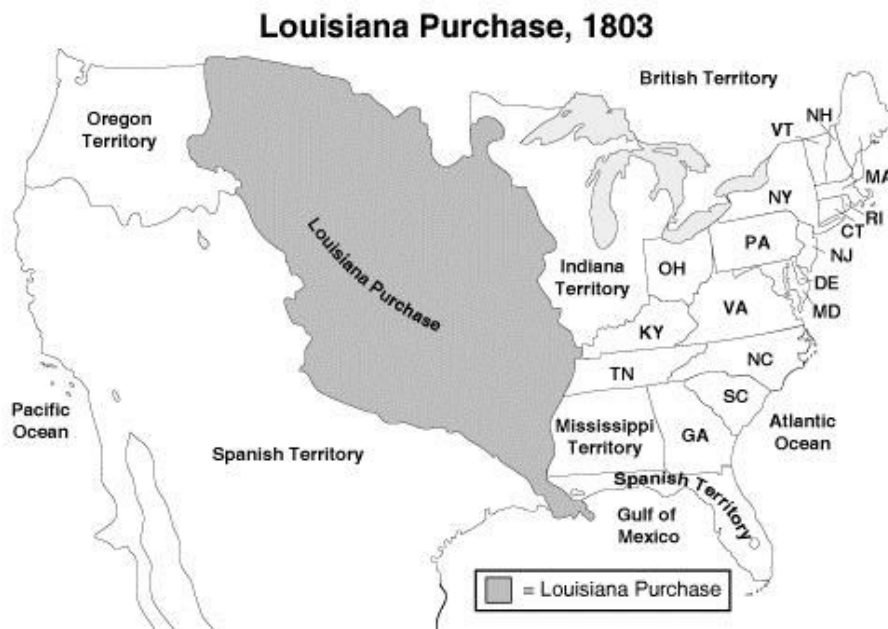 Louisiana Purchase, 1803
British Territory
Oregon
Territory
NH
VT
MA
NY
RI
CT
PA
NJ
Louisiana Purchase
Indiana
Territory
OH
DE
MD
VA
KY
NC
TN
SC
Pacific
Ocean
Mississippi
Territory
GA
Atlantic
Ocean
Spanish Territory
Spanish Territory
Gulf of
Mexico
= Louisiana Purchase